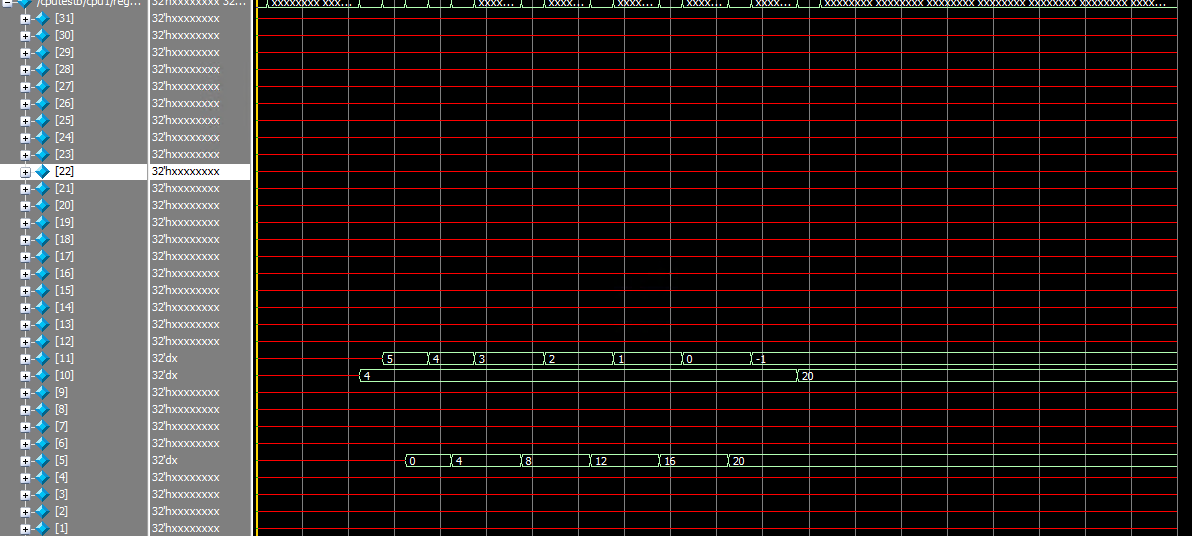 /cputestb/cpu1/reg... 32'hxxxxxxxx 32... xxxxxxxx xxx... xxxx... xxxx... xxxx... xxxx... xxxx... xxxxxxxx xxxxxxxx xxxxxxxx xxxxxxxx xxxxxxxx xxxxxxxx xxxx...
[31] 32'hxxxxxxxx
[30] 32'hxxxxxxxx
[29] 32'hxxxxxxxx
[28] 32'hxxxxxxxx
[27] 32'hxxxxxxxx
[26] 32'hxxxxxxxx
[25] 32'hxxxxxxxx
[24] 32'hxxxxxxxx
[23] 32'hxxxxxxxx
[22] 32'hxxxxxxxx
[21] 32'hxxxxxxxx
[20] 32'hxxxxxxxx
[19] 32'hxxxxxxxx
[18] 32'hxxxxxxxx
[17] 32'hxxxxxxxx
[16] 32'hxxxxxxxx
[15] 32'hxxxxxxxx
[14] 32'hxxxxxxxx
[13] 32'hxxxxxxxx
[12] 32'hxxxxxxxx
[11] 32'dx 5 4 3 2 1 0 -1
[10] 32'dx 4 20
[9] 32'hxxxxxxxx
[8] 32'hxxxxxxxx
[7] 32'hxxxxxxxx
[6] 32'hxxxxxxxx
[5] 32'dx 0 4 8 12 16 20
[4] 32'hxxxxxxxx
[3] 32'hxxxxxxxx
[2] 32'hxxxxxxxx
[1] 32'hxxxxxxxx